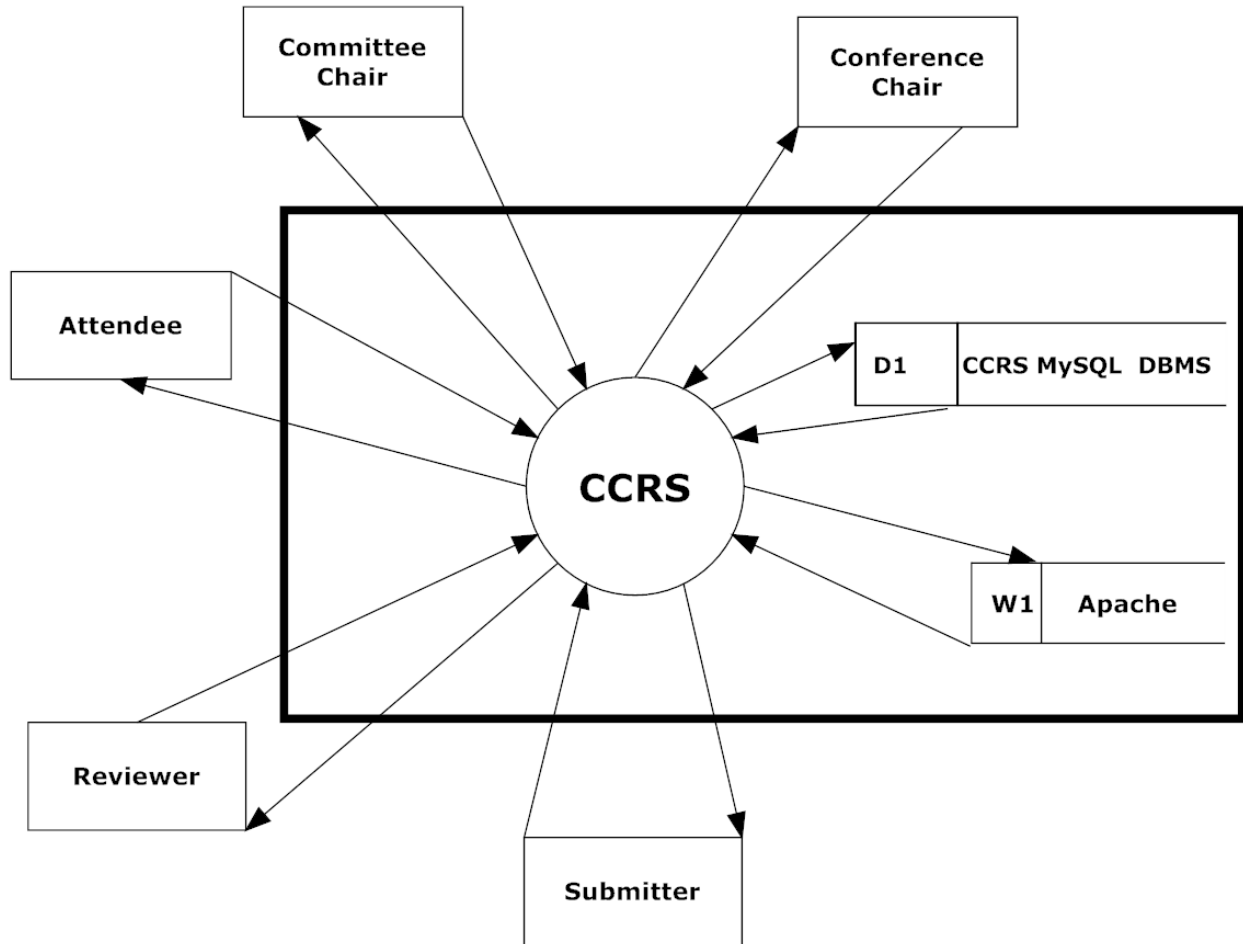 Committee
Chair
Conference
Chair
Attendee
D1 CCRS MySQL DBMS
CCRS
W1 Apache
Reviewer
Submitter